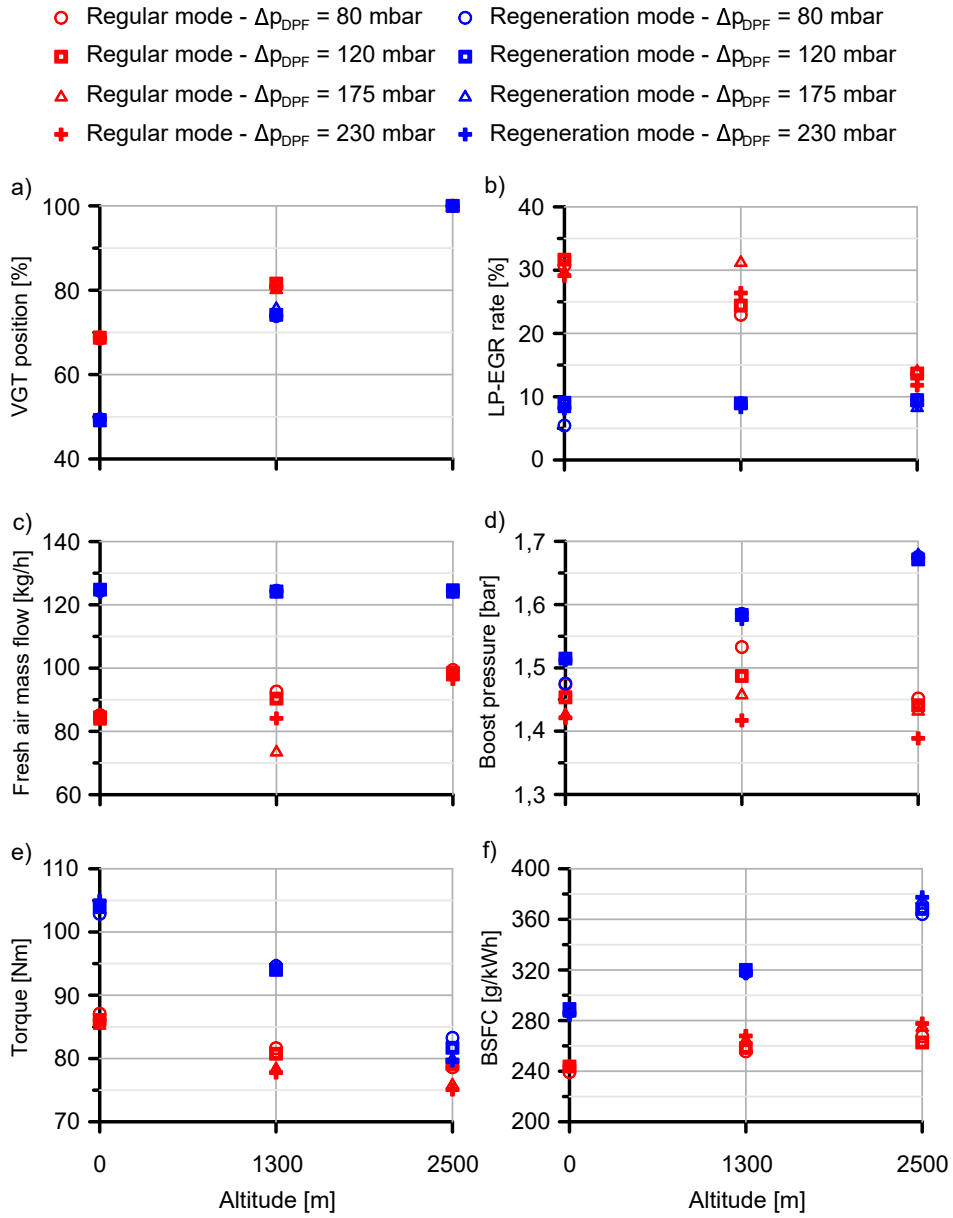 Regular mode - Δp_DPF = 80 mbar
Regeneration mode - Δp_DPF = 80 mbar
Regular mode - Δp_DPF = 120 mbar
Regeneration mode - Δp_DPF = 120 mbar
Regular mode - Δp_DPF = 175 mbar
Regeneration mode - Δp_DPF = 175 mbar
Regular mode - Δp_DPF = 230 mbar
Regeneration mode - Δp_DPF = 230 mbar
a)
VGT position [%]
100
80
60
40
b)
LP-EGR rate [%]
40
30
20
10
0
c)
Fresh air mass flow [kg/h]
140
120
100
80
60
d)
Boost pressure [bar]
1,7
1,6
1,5
1,4
1,3
e)
Torque [Nm]
110
100
90
80
70
0
1300
2500
Altitude [m]
f)
BSFC [g/kWh]
400
360
320
280
240
200
0
1300
2500
Altitude [m]